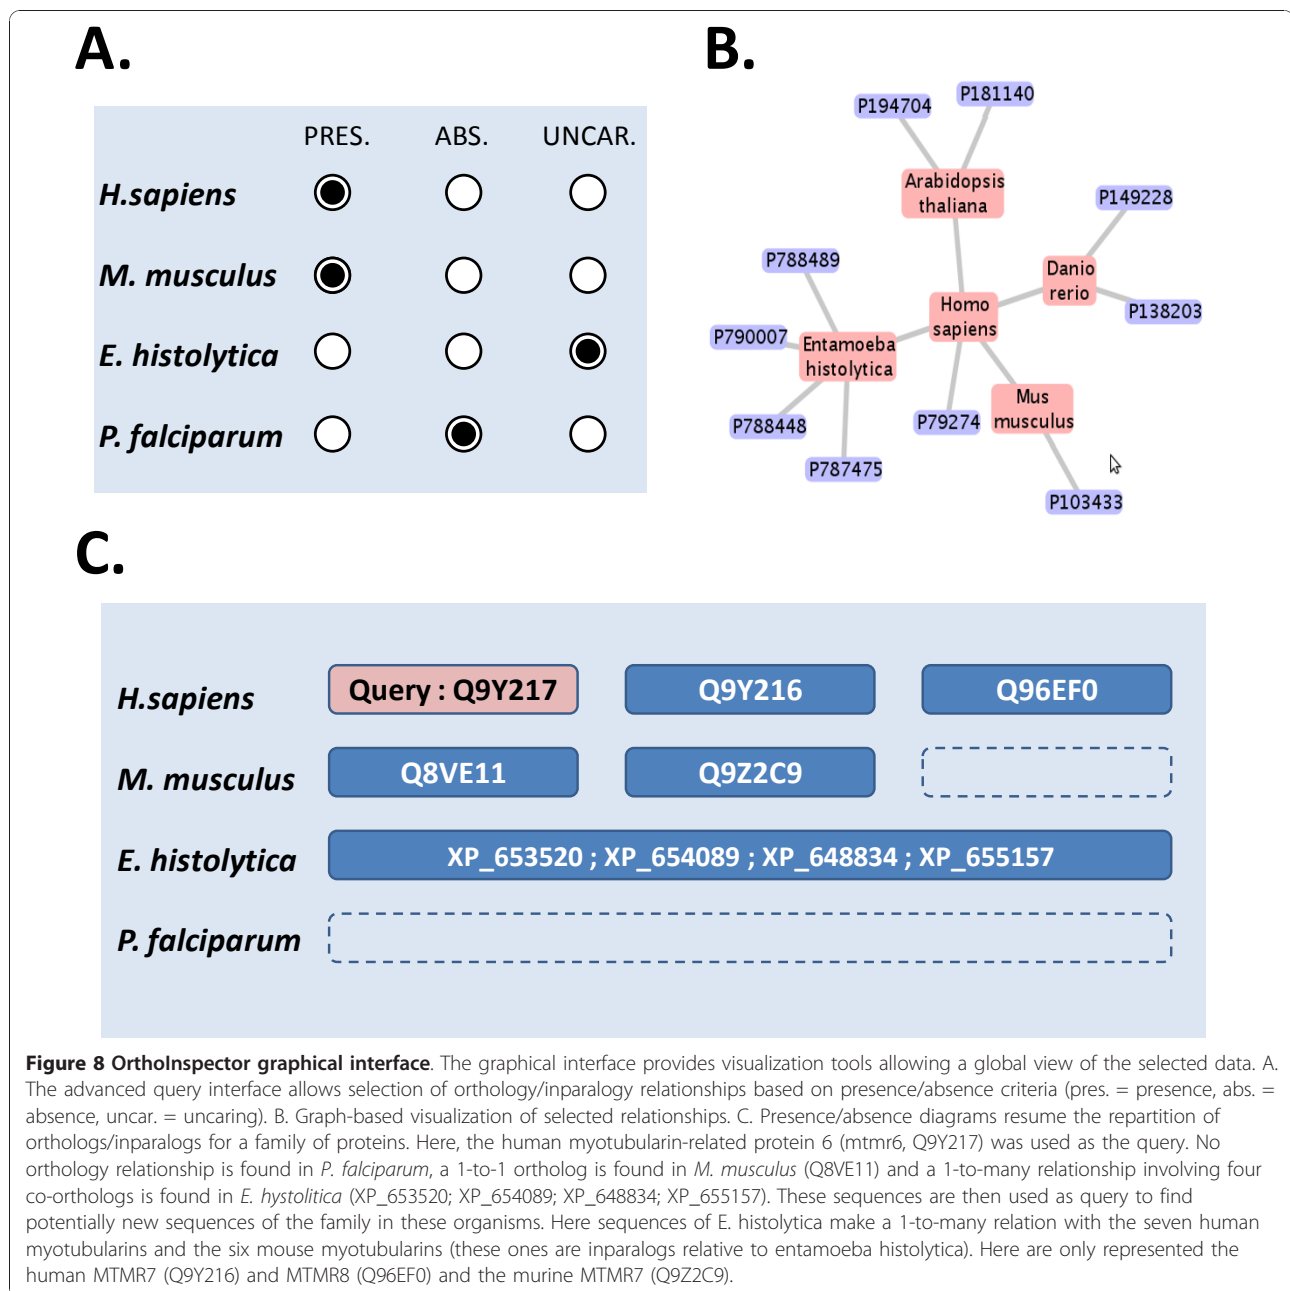 A.
PRES. ABS. UNCAR.
H.sapiens
M. musculus
E. histolytica
P. falciparum
B.
P194704
P181140
Arabidopsis
thaliana
P149228
P788489
Danio
rerio
Homo
sapiens
P138203
P790007
Entamoeba
histolytica
Mus
musculus
P788448
P79274
P787475
P103433
C.
H.sapiens Query : Q9Y217 Q9Y216 Q96EF0
M. musculus Q8VE11 Q9Z2C9
E. histolytica XP_653520 ; XP_654089 ; XP_648834 ; XP_655157
P. falciparum
Figure 8 OrthoInspector graphical interface. The graphical interface provides visualization tools allowing a global view of the selected data. A.
The advanced query interface allows selection of orthology/inparalogy relationships based on presence/absence criteria (pres. = presence, abs. =
absence, uncar. = uncaring). B. Graph-based visualization of selected relationships. C. Presence/absence diagrams resume the repartition of
orthologs/inparalogs for a family of proteins. Here, the human myotubularin-related protein 6 (mtmr6, Q9Y217) was used as the query. No
orthology relationship is found in P. falciparum, a 1-to-1 ortholog is found in M. musculus (Q8VE11) and a 1-to-many relationship involving four
co-orthologs is found in E. hystolitica (XP_653520; XP_654089; XP_648834; XP_655157). These sequences are then used as query to find
potentially new sequences of the family in these organisms. Here sequences of E. histolytica make a 1-to-many relation with the seven human
myotubularins and the six mouse myotubularins (these ones are inparalogs relative to entamoeba histolytica). Here are only represented the
human MTMR7 (Q9Y216) and MTMR8 (Q96EF0) and the murine MTMR7 (Q9Z2C9).